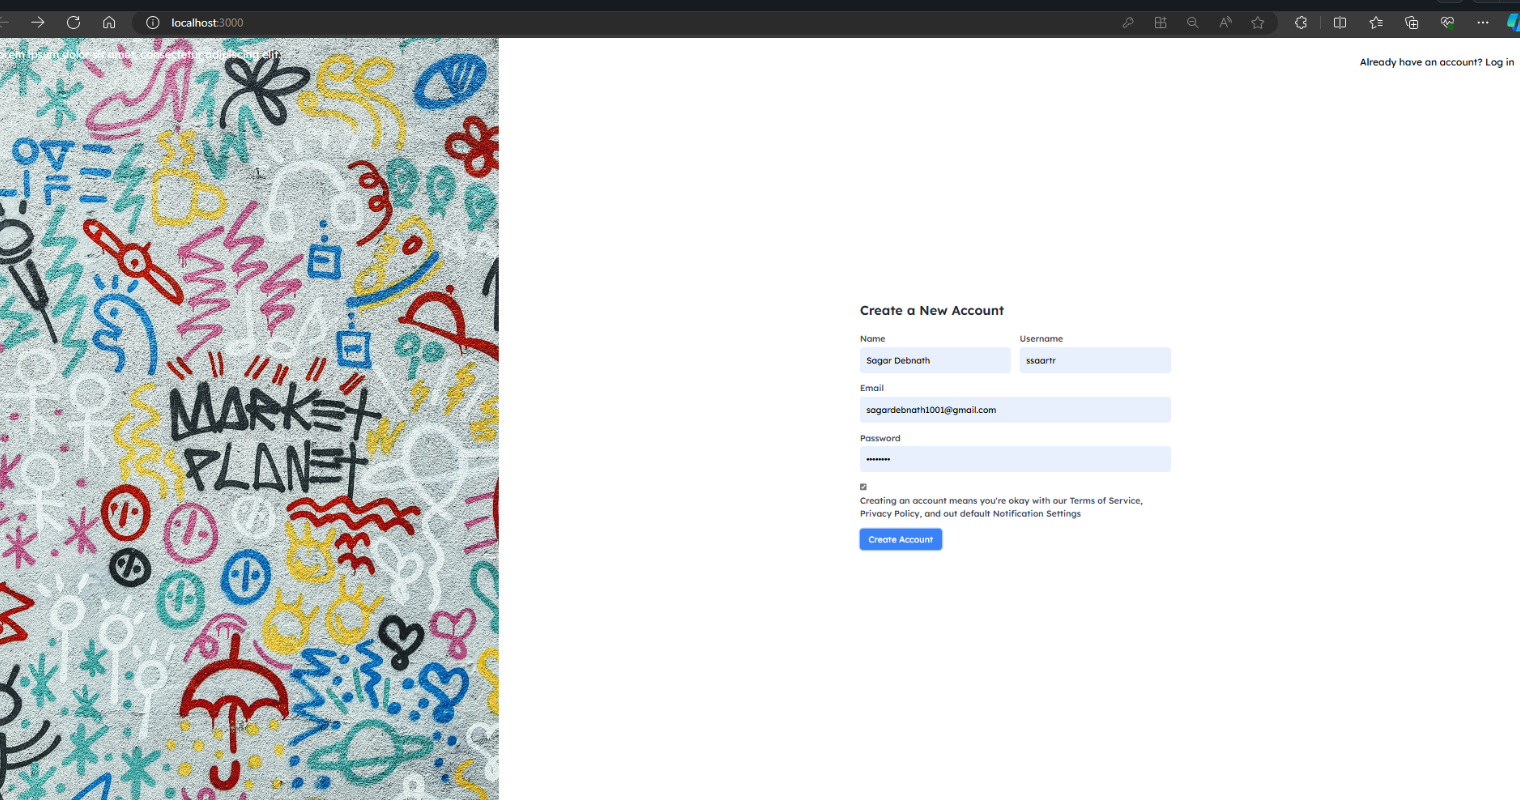 localhost:3000
orem ipsum dolor sit amet, consectetur adipiscing elit.
Already have an account? Log in
MARKET
PLANET
Create a New Account
Name Username
Sagar Debnath ssaartr
Email
sagardebnath1001@gmail.com
Password
••••••••
Creating an account means you're okay with our Terms of Service,
Privacy Policy, and out default Notification Settings
Create Account